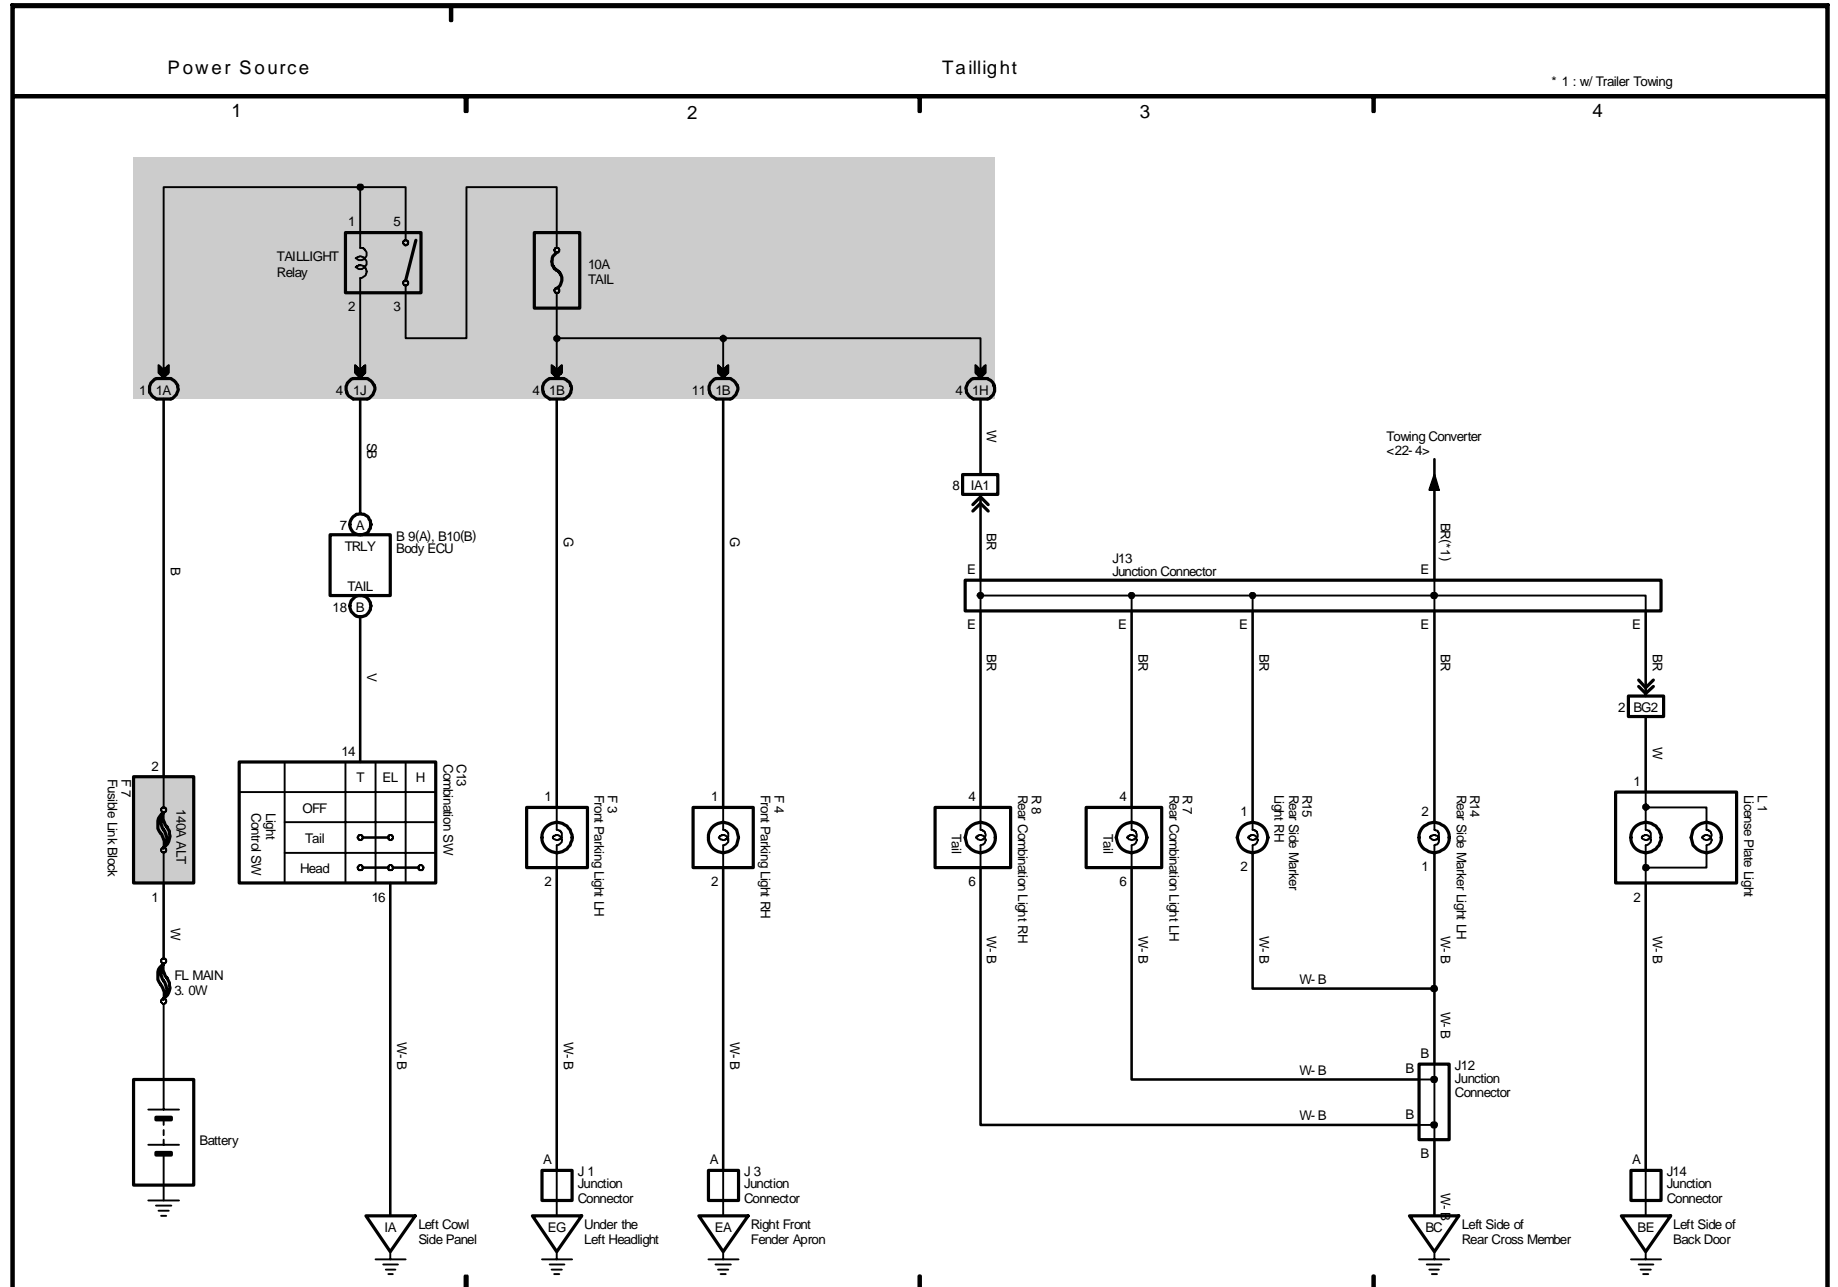 Power Source
Taillight
* 1 : w/ Trailer Towing
1
2
3
4
1
5
TAILLIGHT
Relay
2
3
10A
TAIL
1
1A
4
1J
4
1B
11
1B
4
1H
SB
W
Towing Converter
<22-4>
8
IA1
7
A
TRLY
TAIL
18
B
B 9(A), B10(B)
Body ECU
B
G
G
BR
BR(*1)
J13
Junction Connector
E
E
E
E
E
E
E
V
BR
BR
BR
BR
BR
2
BG2
W
2
140A ALT
F 7
Fusible Link Block
1
W
FL MAIN
3. 0W
Battery
14
T
EL
H
OFF
Tail
Head
Light
Control SW
C13
Combination SW
16
W-B
1
2
F 3
Front Parking Light LH
1
2
F 4
Front Parking Light RH
4
Tail
6
R 8
Rear Combination Light RH
4
Tail
6
R 7
Rear Combination Light LH
1
2
R15
Rear Side Marker
Light RH
2
1
R14
Rear Side Marker Light LH
1
2
L 1
License Plate Light
W-B
W-B
W-B
W-B
W-B
W-B
W-B
W-B
W-B
W-B
W-B
W-B
B
B
B
B
J12
Junction
Connector
W-B
A
J 1
Junction
Connector
A
J 3
Junction
Connector
A
J14
Junction
Connector
IA
Left Cowl
Side Panel
EG
Under the
Left Headlight
EA
Right Front
Fender Apron
BC
Left Side of
Rear Cross Member
BE
Left Side of
Back Door